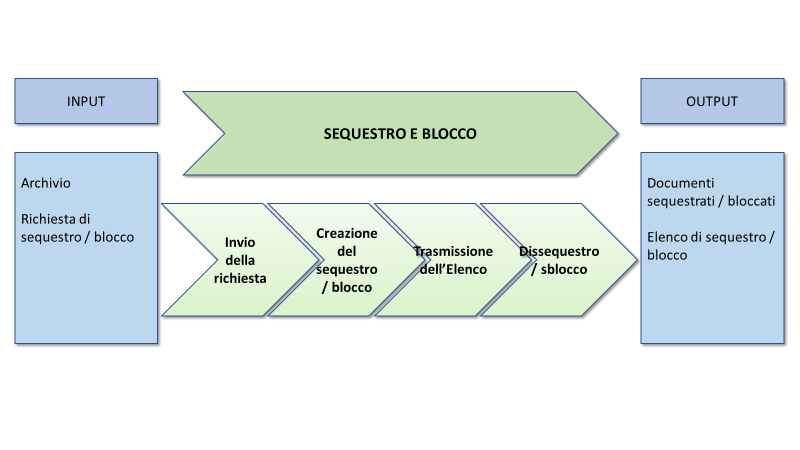 INPUT
SEQUESTRO E BLOCCO
OUTPUT
Archivio
Richiesta di
sequestro / blocco
Invio
della
richiesta
Creazione
del
sequestro
/ blocco
Trasmissione
dell’Elenco
Dissequestro
/ sblocco
Documenti
sequestrati / bloccati
Elenco di sequestro /
blocco